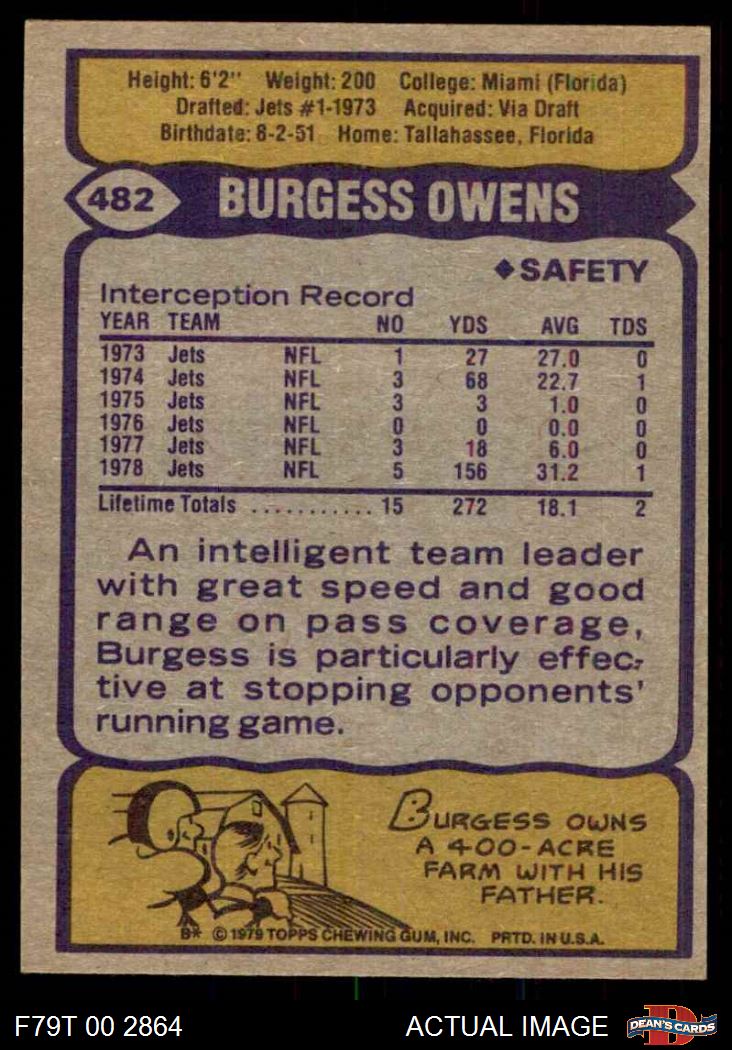 Height: 6'2" Weight: 200 College: Miami (Florida)
Drafted: Jets #1-1973 Acquired: Via Draft
Birthdate: 8-2-51 Home: Tallahassee, Florida
482 BURGESS OWENS
◆SAFETY
Interception Record
YEAR TEAM NO YDS AVG TDS
1973 Jets NFL 1 27 27.0 0
1974 Jets NFL 3 68 22.7 1
1975 Jets NFL 3 3 1.0 0
1976 Jets NFL 0 0 0.0 0
1977 Jets NFL 3 18 6.0 0
1978 Jets NFL 5 156 31.2 1
Lifetime Totals ........... 15 272 18.1 2
An intelligent team leader
with great speed and good
range on pass coverage,
Burgess is particularly effec-
tive at stopping opponents'
running game.
BURGESS OWNS
A 400-ACRE
FARM WITH HIS
FATHER.
B* © 1979 TOPPS CHEWING GUM, INC. PRTD. IN U.S.A.
F79T 00 2864 ACTUAL IMAGE DEAN'S CARDS